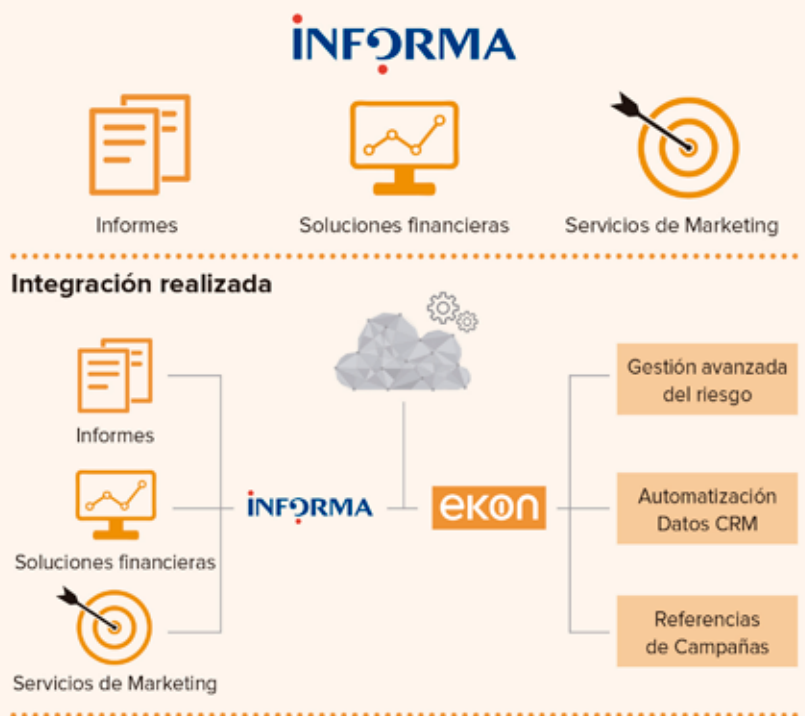 INFORMA
Informes
Soluciones financieras
Servicios de Marketing
Integración realizada
Informes
Soluciones financieras
Servicios de Marketing
INFORMA
ekon
Gestión avanzada
del riesgo
Automatización
Datos CRM
Referencias
de Campañas